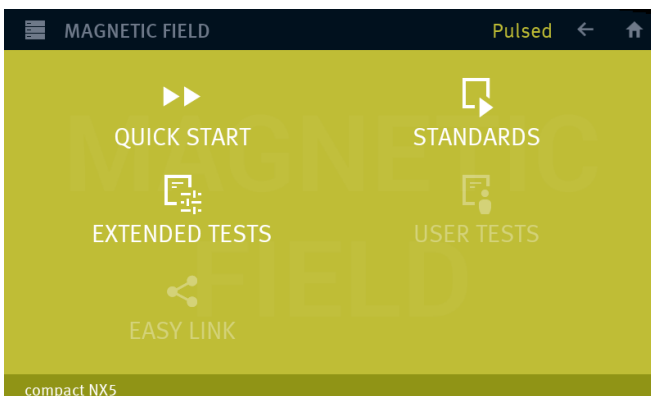 MAGNETIC FIELD Pulsed
MAGNETIC
FIELD
QUICK START STANDARDS
EXTENDED TESTS USER TESTS
EASY LINK
compact NX5